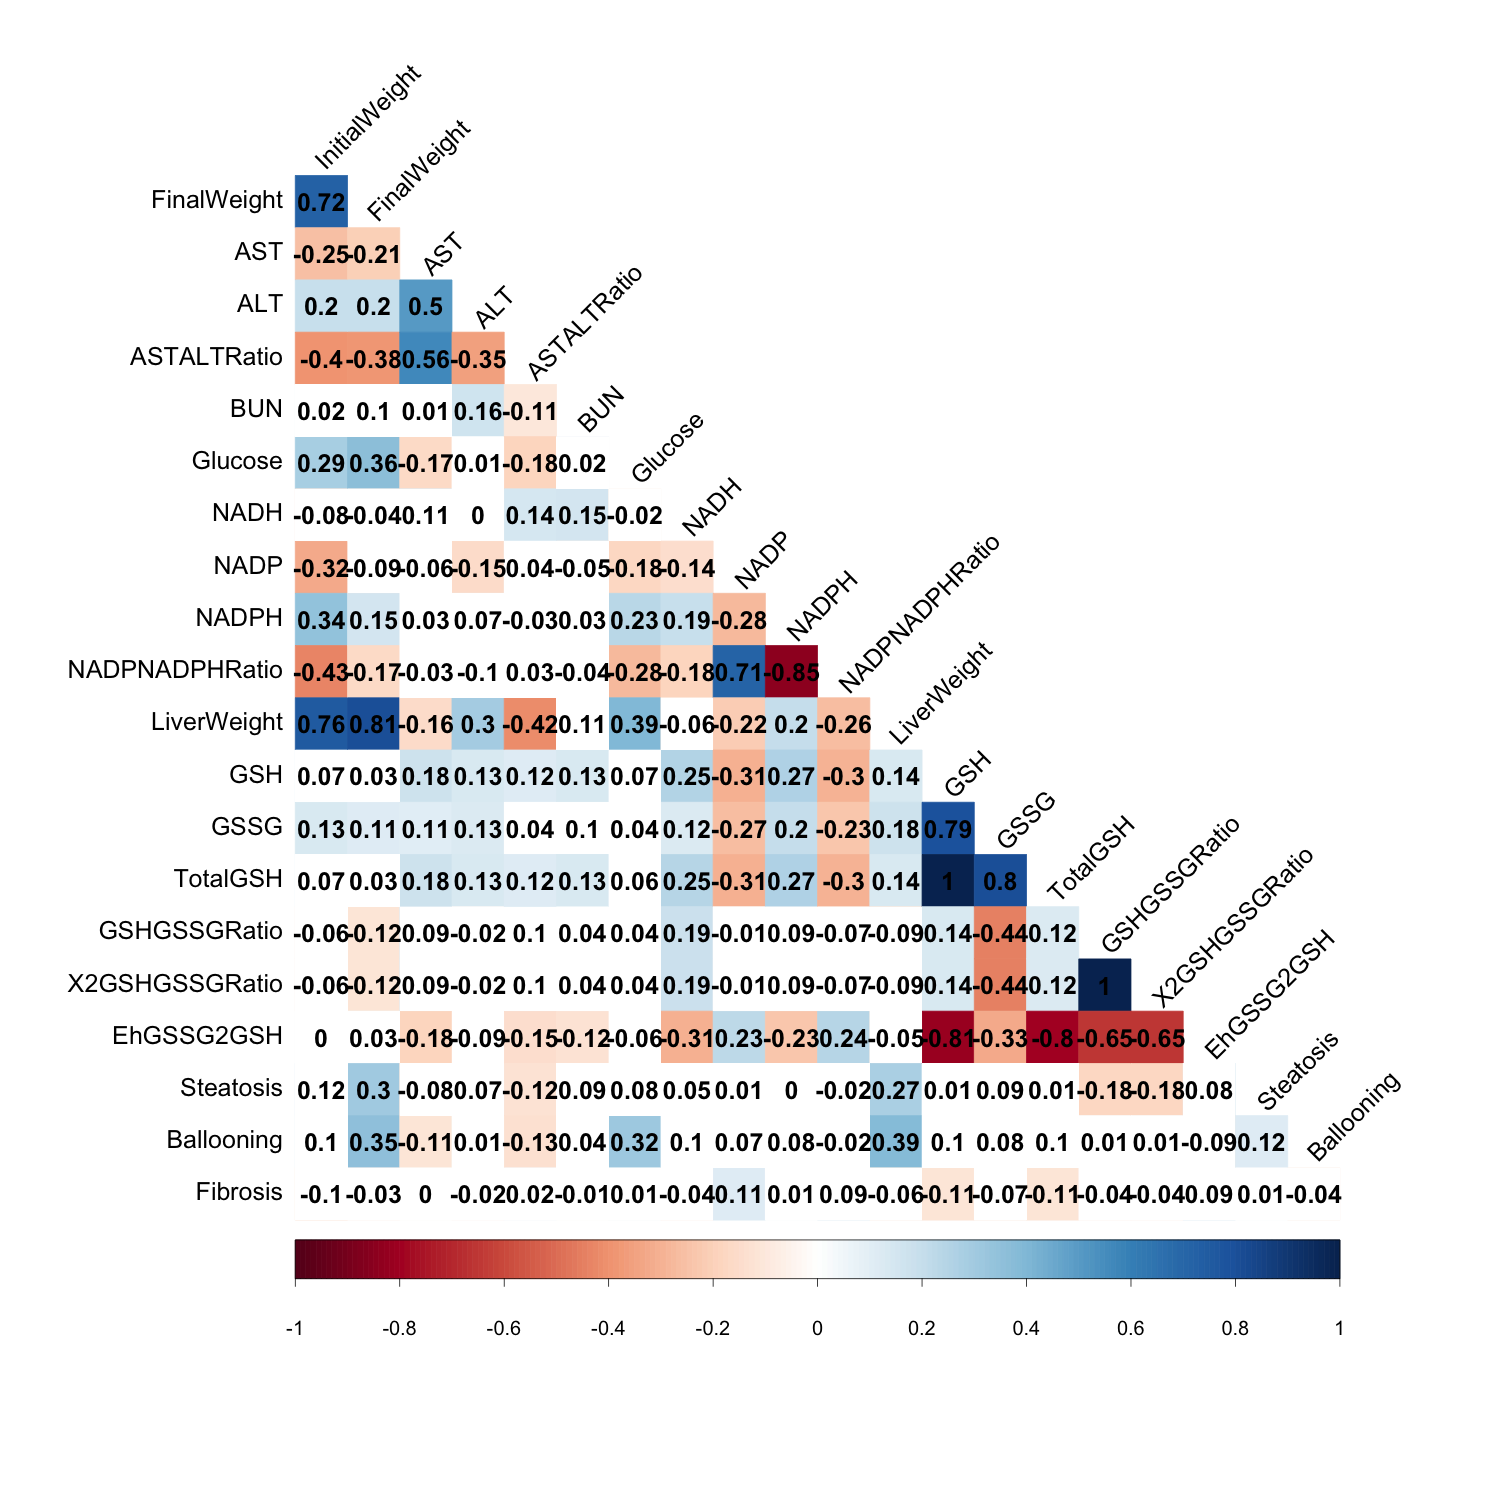 InitialWeight
FinalWeight
AST
ALT
ASTALTRatio
BUN
Glucose
NADH
NADP
NADPH
NADPNADPHRatio
LiverWeight
GSH
GSSG
TotalGSH
GSHGSSGRatio
X2GSHGSSGRatio
EhGSSG2GSH
Steatosis
Ballooning
FinalWeight 0.72
AST -0.25 -0.21
ALT 0.2 0.2 0.5
ASTALTRatio -0.4 -0.38 0.56 -0.35
BUN 0.02 0.1 0.01 0.16 -0.11
Glucose 0.29 0.36 -0.17 0.01 -0.18 0.02
NADH -0.08 -0.04 0.11 0 0.14 0.15 -0.02
NADP -0.32 -0.09 -0.06 -0.15 0.04 -0.05 -0.18 -0.14
NADPH 0.34 0.15 0.03 0.07 -0.03 0.03 0.23 0.19 -0.28
NADPNADPHRatio -0.43 -0.17 -0.03 -0.1 0.03 -0.04 -0.28 -0.18 0.71 -0.85
LiverWeight 0.76 0.81 -0.16 0.3 -0.42 0.11 0.39 -0.06 -0.22 0.2 -0.26
GSH 0.07 0.03 0.18 0.13 0.12 0.13 0.07 0.25 -0.31 0.27 -0.3 0.14
GSSG 0.13 0.11 0.11 0.13 0.04 0.1 0.04 0.12 -0.27 0.2 -0.23 0.18 0.79
TotalGSH 0.07 0.03 0.18 0.13 0.12 0.13 0.06 0.25 -0.31 0.27 -0.3 0.14 1 0.8
GSHGSSGRatio -0.06 -0.12 0.09 -0.02 0.1 0.04 0.04 0.19 -0.01 0.09 -0.07 -0.09 0.14 -0.44 0.12
X2GSHGSSGRatio -0.06 -0.12 0.09 -0.02 0.1 0.04 0.04 0.19 -0.01 0.09 -0.07 -0.09 0.14 -0.44 0.12 1
EhGSSG2GSH 0 0.03 -0.18 -0.09 -0.15 -0.12 -0.06 -0.31 0.23 -0.23 0.24 -0.05 -0.81 -0.33 -0.8 -0.65 -0.65
Steatosis 0.12 0.3 -0.08 0.07 -0.12 0.09 0.08 0.05 0.01 0 -0.02 0.27 0.01 0.09 0.01 -0.18 -0.18 0.08
Ballooning 0.1 0.35 -0.11 0.01 -0.13 0.04 0.32 0.1 0.07 0.08 -0.02 0.39 0.1 0.08 0.1 0.01 0.01 -0.09 0.12
Fibrosis -0.1 -0.03 0 -0.02 0.02 -0.01 0.01 -0.04 0.11 0.01 0.09 -0.06 -0.11 -0.07 -0.11 -0.04 -0.04 0.09 0.01 -0.04
-1 -0.8 -0.6 -0.4 -0.2 0 0.2 0.4 0.6 0.8 1